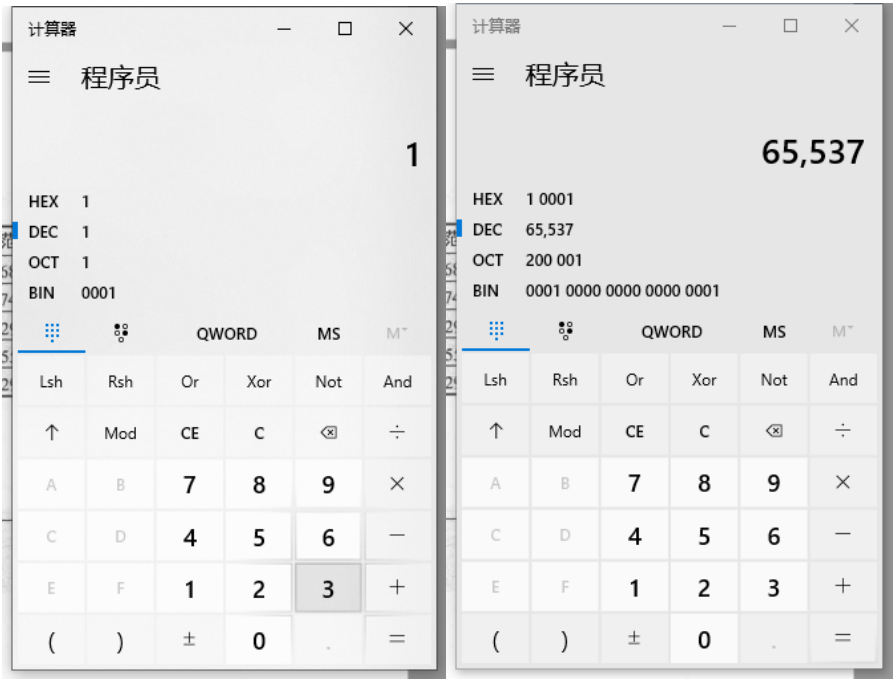 计算器
程序员
1
HEX 1
DEC 1
OCT 1
BIN 0001
QWORD MS M
Lsh Rsh Or Xor Not And
↑ Mod CE C ÷
A B 7 8 9 ×
C D 4 5 6 −
E F 1 2 3 +
( ) ± 0 . =
计算器
程序员
65,537
HEX 1 0001
DEC 65,537
OCT 200 001
BIN 0001 0000 0000 0000 0001
QWORD MS M
Lsh Rsh Or Xor Not And
↑ Mod CE C ÷
A B 7 8 9 ×
C D 4 5 6 −
E F 1 2 3 +
( ) ± 0 . =